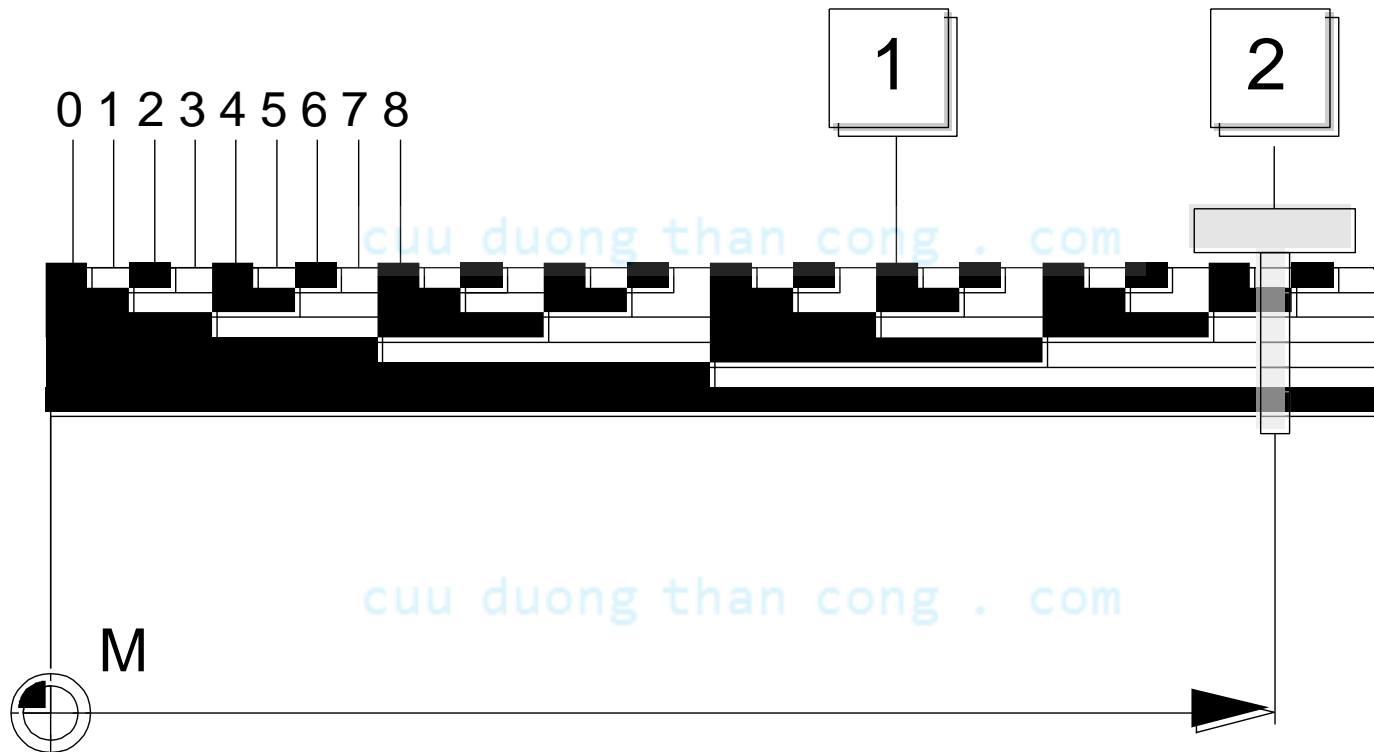 1 2
0 1 2 3 4 5 6 7 8
cuu duong than cong . com
cuu duong than cong . com
M